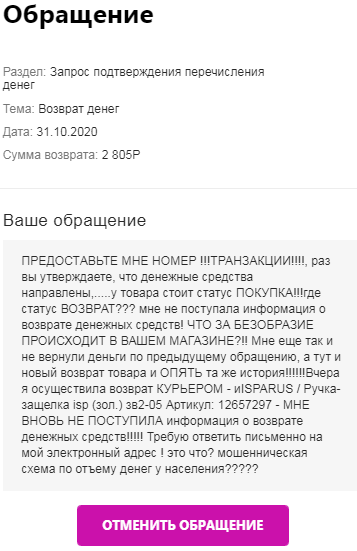 Обращение
Раздел: Запрос подтверждения перечисления
денег
Тема: Возврат денег
Дата: 31.10.2020
Сумма возврата: 2 805Р
Ваше обращение
ПРЕДОСТАВЬТЕ МНЕ НОМЕР !!!ТРАНЗАКЦИИ!!!!, раз
вы утверждаете, что денежные средства
направлены,.....у товара стоит статус ПОКУПКА!!!где
статус ВОЗВРАТ??? мне не поступала информация о
возврате денежных средств! ЧТО ЗА БЕЗОБРАЗИЕ
ПРОИСХОДИТ В ВАШЕМ МАГАЗИНЕ?!! Мне еще так и
не вернули деньги по предыдущему обращению, а тут и
новый возврат товара и ОПЯТЬ та же история!!!!!!Вчера
я осуществила возврат КУРЬЕРОМ - иISPARUS / Ручка-
защелка isp (зол.) зв2-05 Артикул: 12657297 - МНЕ
ВНОВЬ НЕ ПОСТУПИЛА информация о возврате
денежных средств!!!!! Требую ответить письменно на
мой электронный адрес ! это что? мошенническая
схема по отъему денег у населения?????
ОТМЕНИТЬ ОБРАЩЕНИЕ